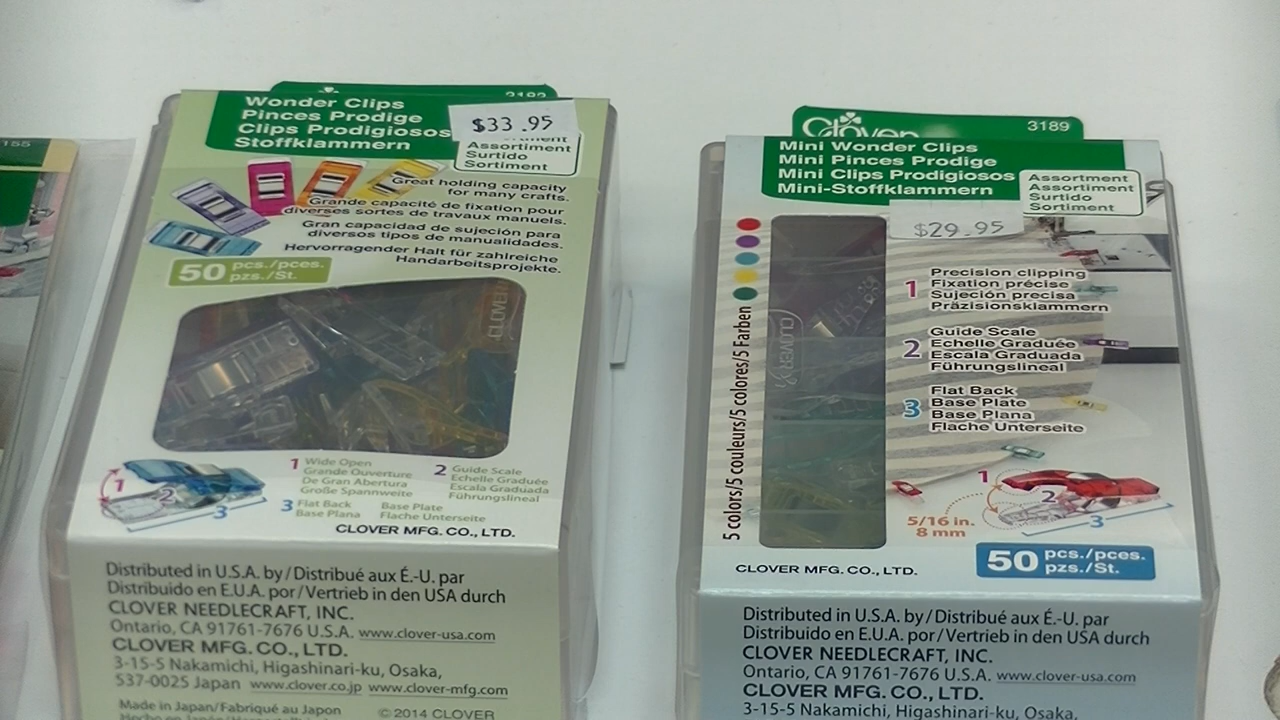 155
3183
Wonder Clips
Pinces Prodige
Clips Prodigiosos
Stoffklammern
$33.95
Assortiment
Surtido
Sortiment
Great holding capacity
for many crafts.
Grande capacité de fixation pour
diverses sortes de travaux manuels.
Gran capacidad de sujeción para
diversos tipos de manualidades.
Hervorragender Halt für zahlreiche
Handarbeitsprojekte.
50 pcs./pces.
pzs./St.
CLOVER
1 Wide Open
Grande Ouverture
De Gran Abertura
Große Spannweite
2 Guide Scale
Echelle Graduée
Escala Graduada
Führungslineal
3 Flat Back Base Plate
Base Plana Flache Unterseite
1
2
3
CLOVER MFG. CO., LTD.
Distributed in U.S.A. by/Distribué aux É.-U. par
Distribuido en E.U.A. por/Vertrieb in den USA durch
CLOVER NEEDLECRAFT, INC.
Ontario, CA 91761-7676 U.S.A. www.clover-usa.com
CLOVER MFG. CO., LTD.
3-15-5 Nakamichi, Higashinari-ku, Osaka,
537-0025 Japan www.clover.co.jp www.clover-mfg.com
Made in Japan/Fabriqué au Japon
© 2014 CLOVER
Clover 3189
Mini Wonder Clips
Mini Pinces Prodige
Mini Clips Prodigiosos
Mini-Stoffklammern
Assortment
Assortiment
Surtido
Sortiment
$29.95
1 Precision clipping
Fixation précise
Sujeción precisa
Präzisionsklammern
2 Guide Scale
Echelle Graduée
Escala Graduada
Führungslineal
3 Flat Back
Base Plate
Base Plana
Flache Unterseite
5 colors/5 couleurs/5 colores/5 Farben
CLOVER
1
2
3
5/16 in.
8 mm
50 pcs./pces.
pzs./St.
CLOVER MFG. CO., LTD.
Distributed in U.S.A. by/Distribué aux É.-U. par
Distribuido en E.U.A. por/Vertrieb in den USA durch
CLOVER NEEDLECRAFT, INC.
Ontario, CA 91761-7676 U.S.A. www.clover-usa.com
CLOVER MFG. CO., LTD.
3-15-5 Nakamichi, Higashinari-ku, Osaka,